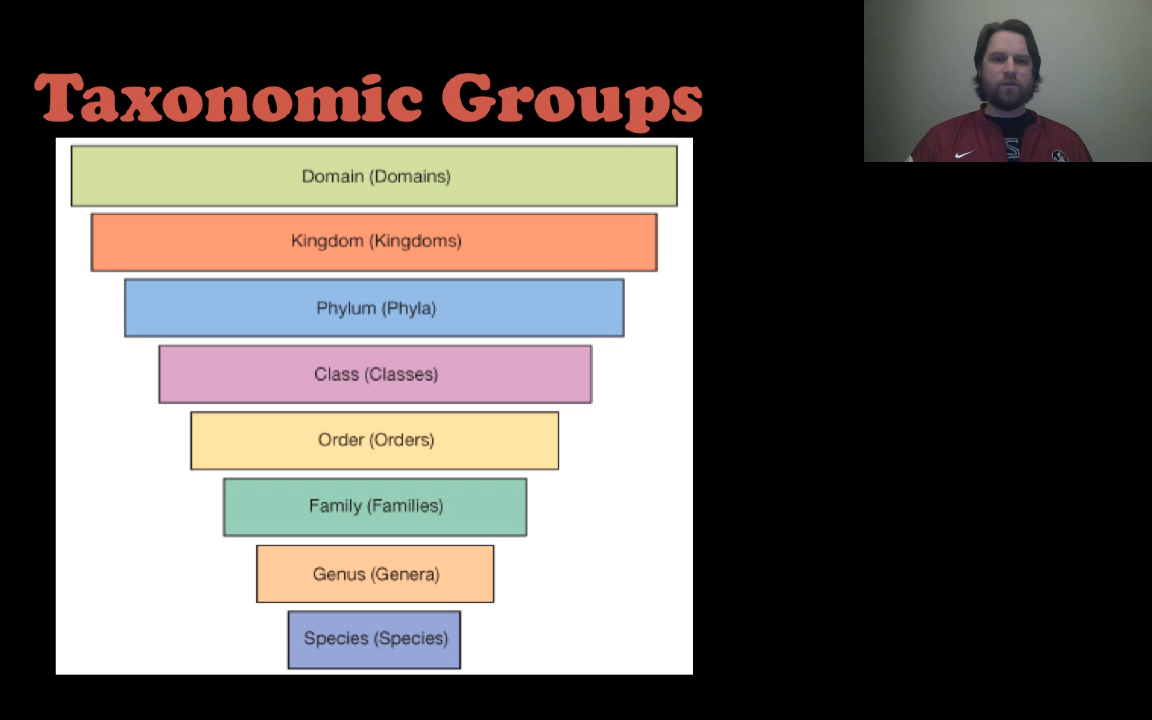 Taxonomic Groups
Domain (Domains)
Kingdom (Kingdoms)
Phylum (Phyla)
Class (Classes)
Order (Orders)
Family (Families)
Genus (Genera)
Species (Species)